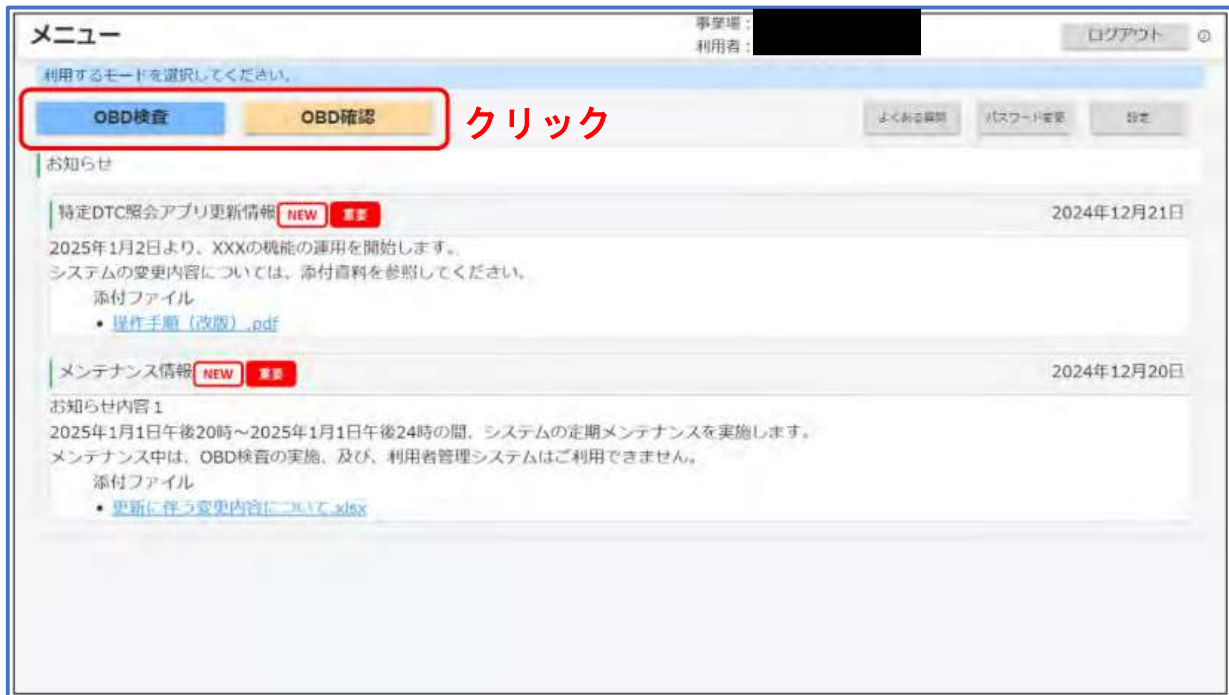 メニュー
事業場：
利用者：
ログアウト
利用するモードを選択してください。
OBD検査
OBD確認
クリック
よくある質問
パスワード変更
設定
お知らせ
特定DTC照会アプリ更新情報 NEW 重要
2024年12月21日
2025年1月2日より、XXXの機能の運用を開始します。
システムの変更内容については、添付資料を参照してください。
添付ファイル
• 操作手順（改版）.pdf
メンテナンス情報 NEW 重要
2024年12月20日
お知らせ内容1
2025年1月1日午後20時～2025年1月1日午後24時の間、システムの定期メンテナンスを実施します。
メンテナンス中は、OBD検査の実施、及び、利用者管理システムはご利用できません。
添付ファイル
• 更新に伴う変更内容について.xlsx